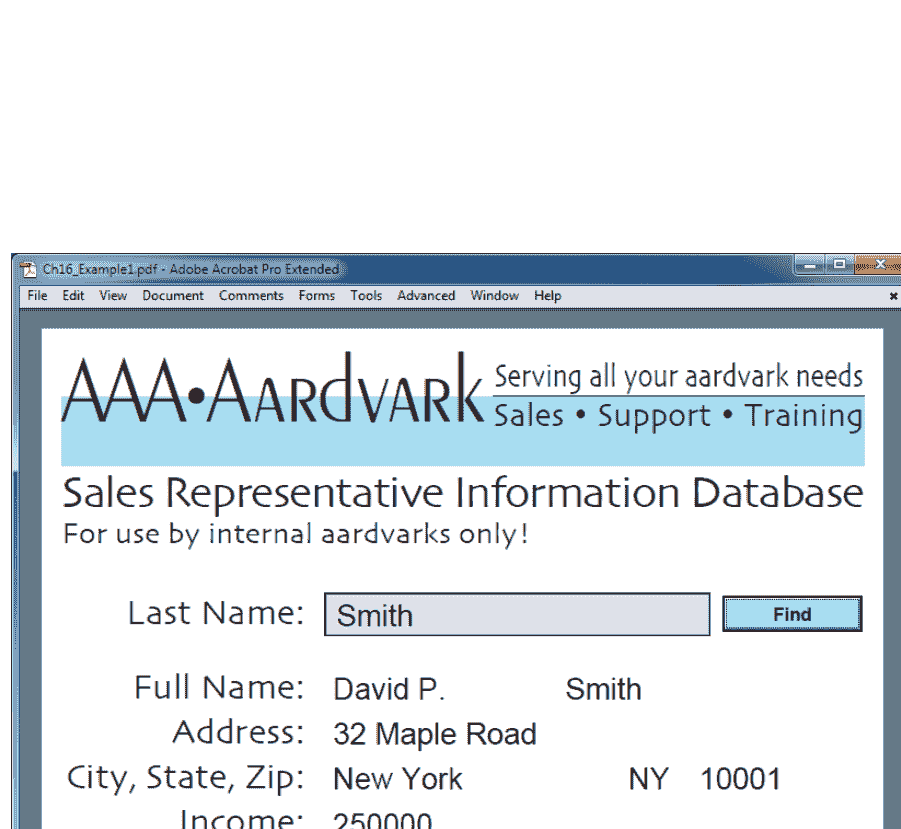 Ch16_Example1.pdf - Adobe Acrobat Pro Extended
File Edit View Document Comments Forms Tools Advanced Window Help
AAA•AARdVARk Serving all your aardvark needs
Sales • Support • Training
Sales Representative Information Database
For use by internal aardvarks only!
Last Name: Smith Find
Full Name: David P. Smith
Address: 32 Maple Road
City, State, Zip: New York NY 10001
Income: 250000